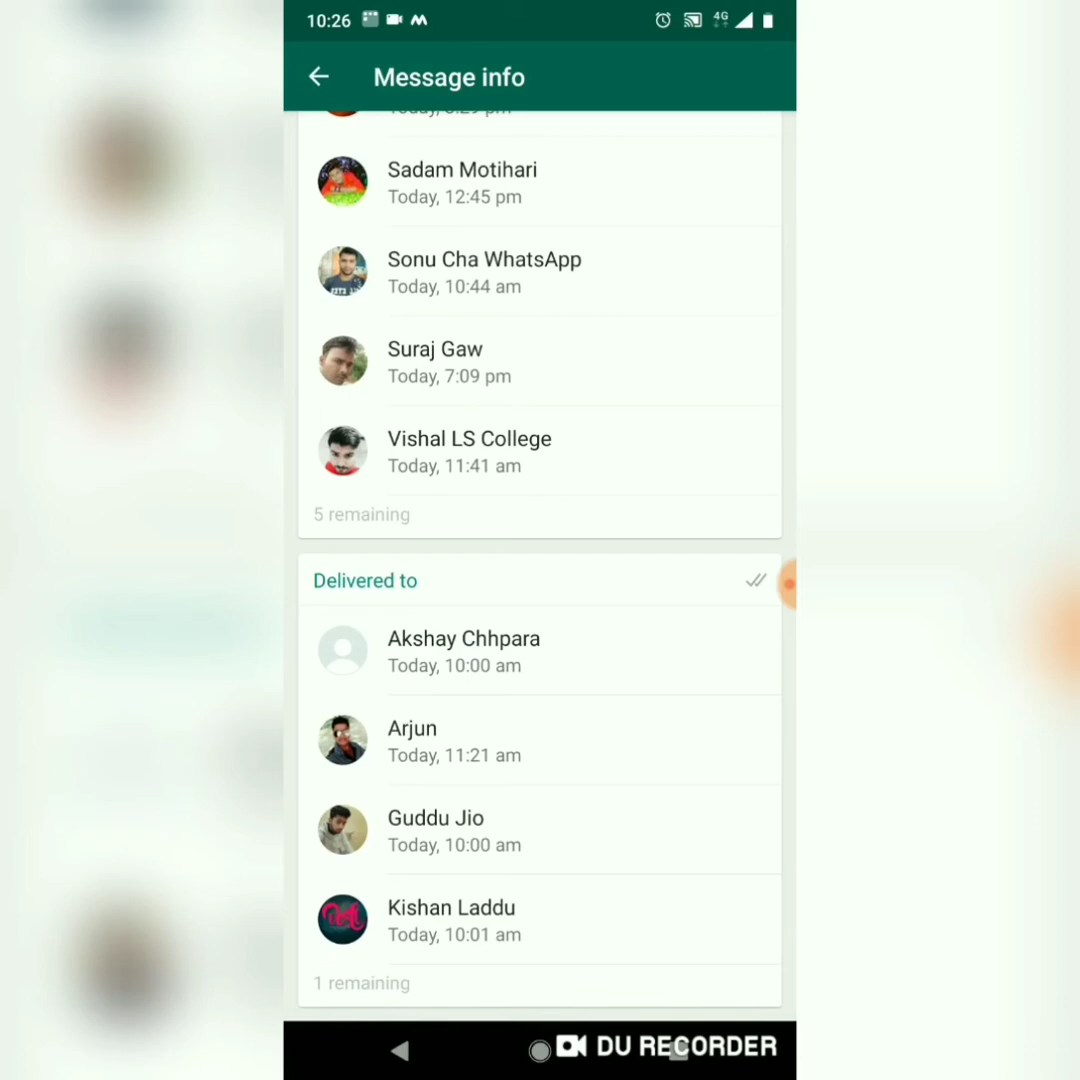 10:26
4G
Message info
Sadam Motihari
Today, 12:45 pm
Sonu Cha WhatsApp
Today, 10:44 am
Suraj Gaw
Today, 7:09 pm
Vishal LS College
Today, 11:41 am
5 remaining
Delivered to
Akshay Chhpara
Today, 10:00 am
Arjun
Today, 11:21 am
Guddu Jio
Today, 10:00 am
Kishan Laddu
Today, 10:01 am
1 remaining
DU RECORDER